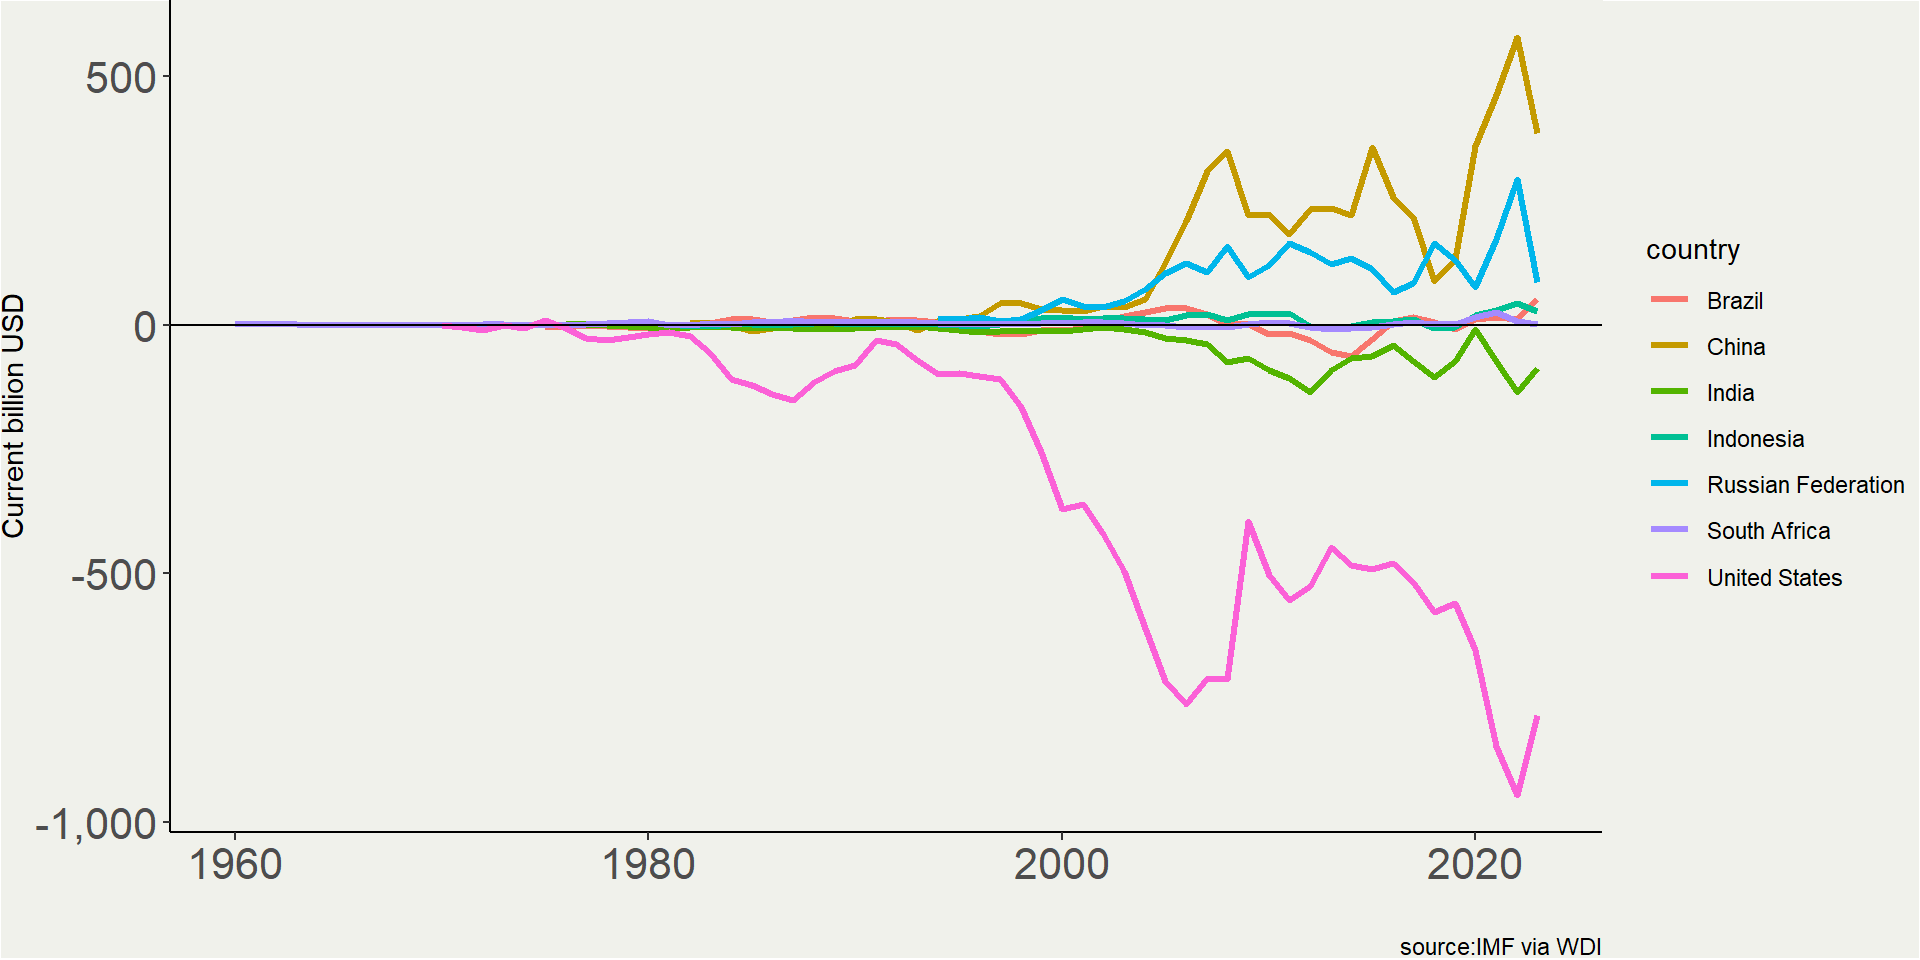 Current billion USD
500
0
-500
-1,000
1960
1980
2000
2020
country
Brazil
China
India
Indonesia
Russian Federation
South Africa
United States
source:IMF via WDI